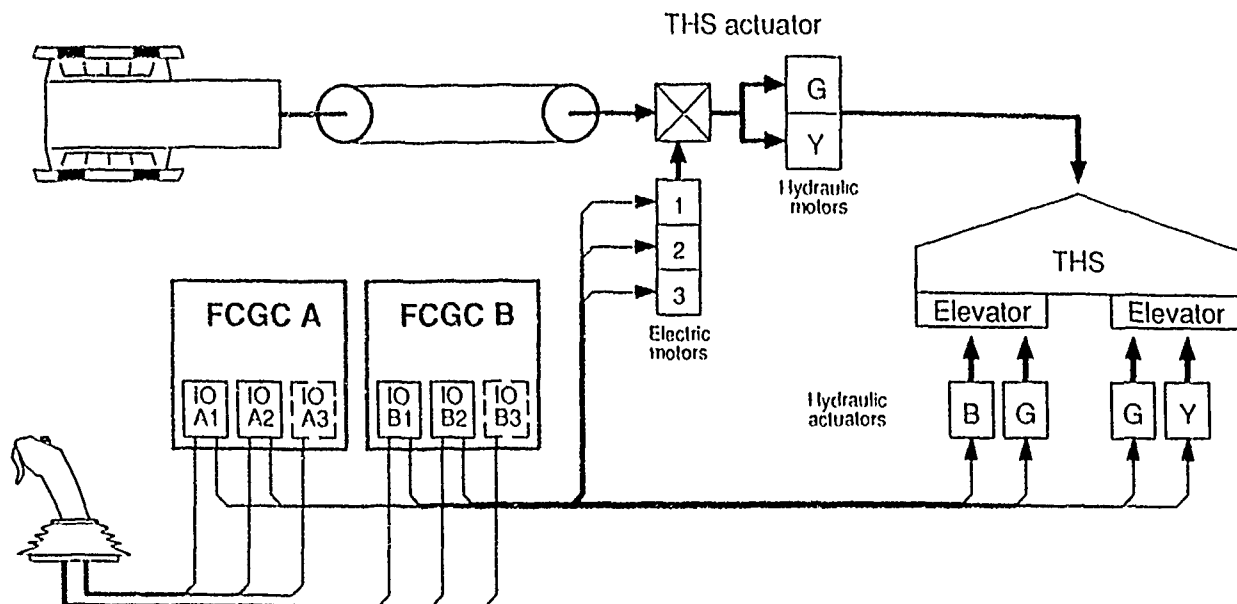 THS actuator
G
Y
Hydraulic
motors
1
2
3
Electric
motors
THS
Elevator
Elevator
FCGC A
FCGC B
IO
A1
IO
A2
IO
A3
IO
B1
IO
B2
IO
B3
Hydraulic
actuators
B
G
G
Y